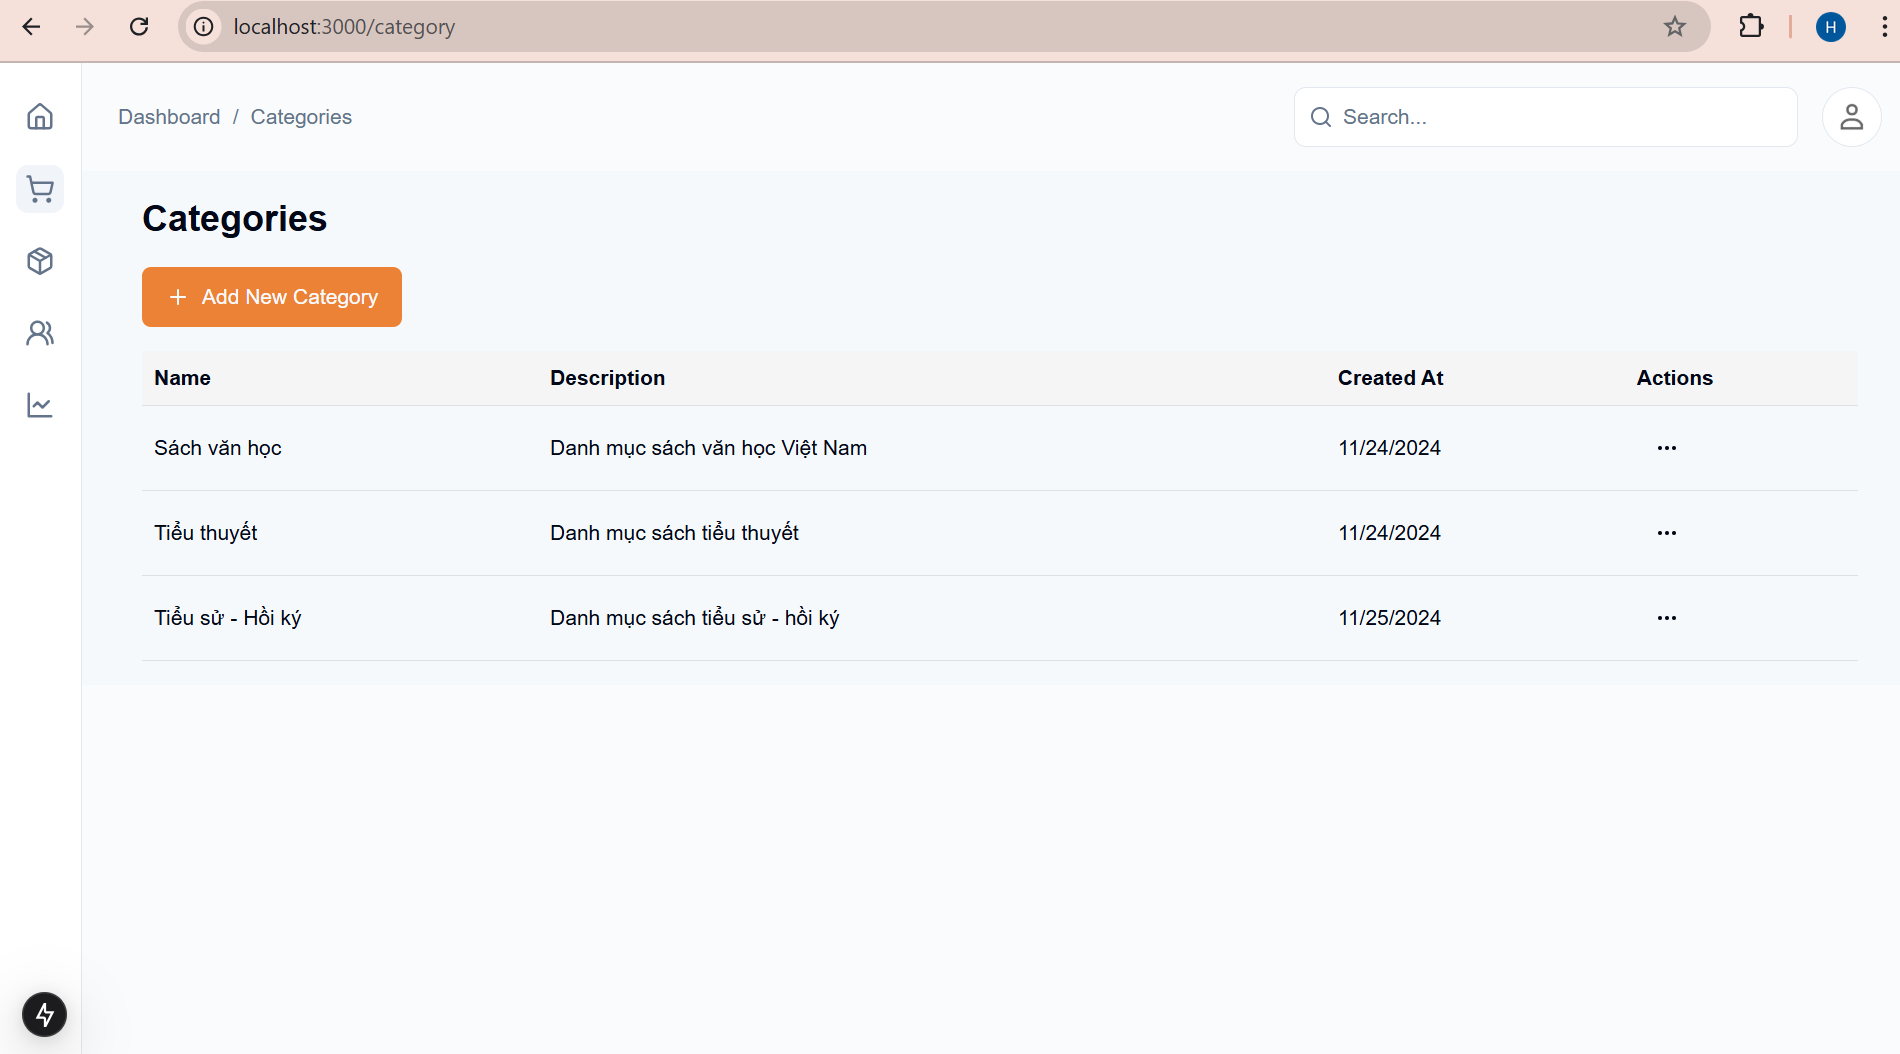 localhost:3000/category
H
Dashboard / Categories
Search...
Categories
+ Add New Category
Name Description Created At Actions
Sách văn học Danh mục sách văn học Việt Nam 11/24/2024 ...
Tiểu thuyết Danh mục sách tiểu thuyết 11/24/2024 ...
Tiểu sử - Hồi ký Danh mục sách tiểu sử - hồi ký 11/25/2024 ...